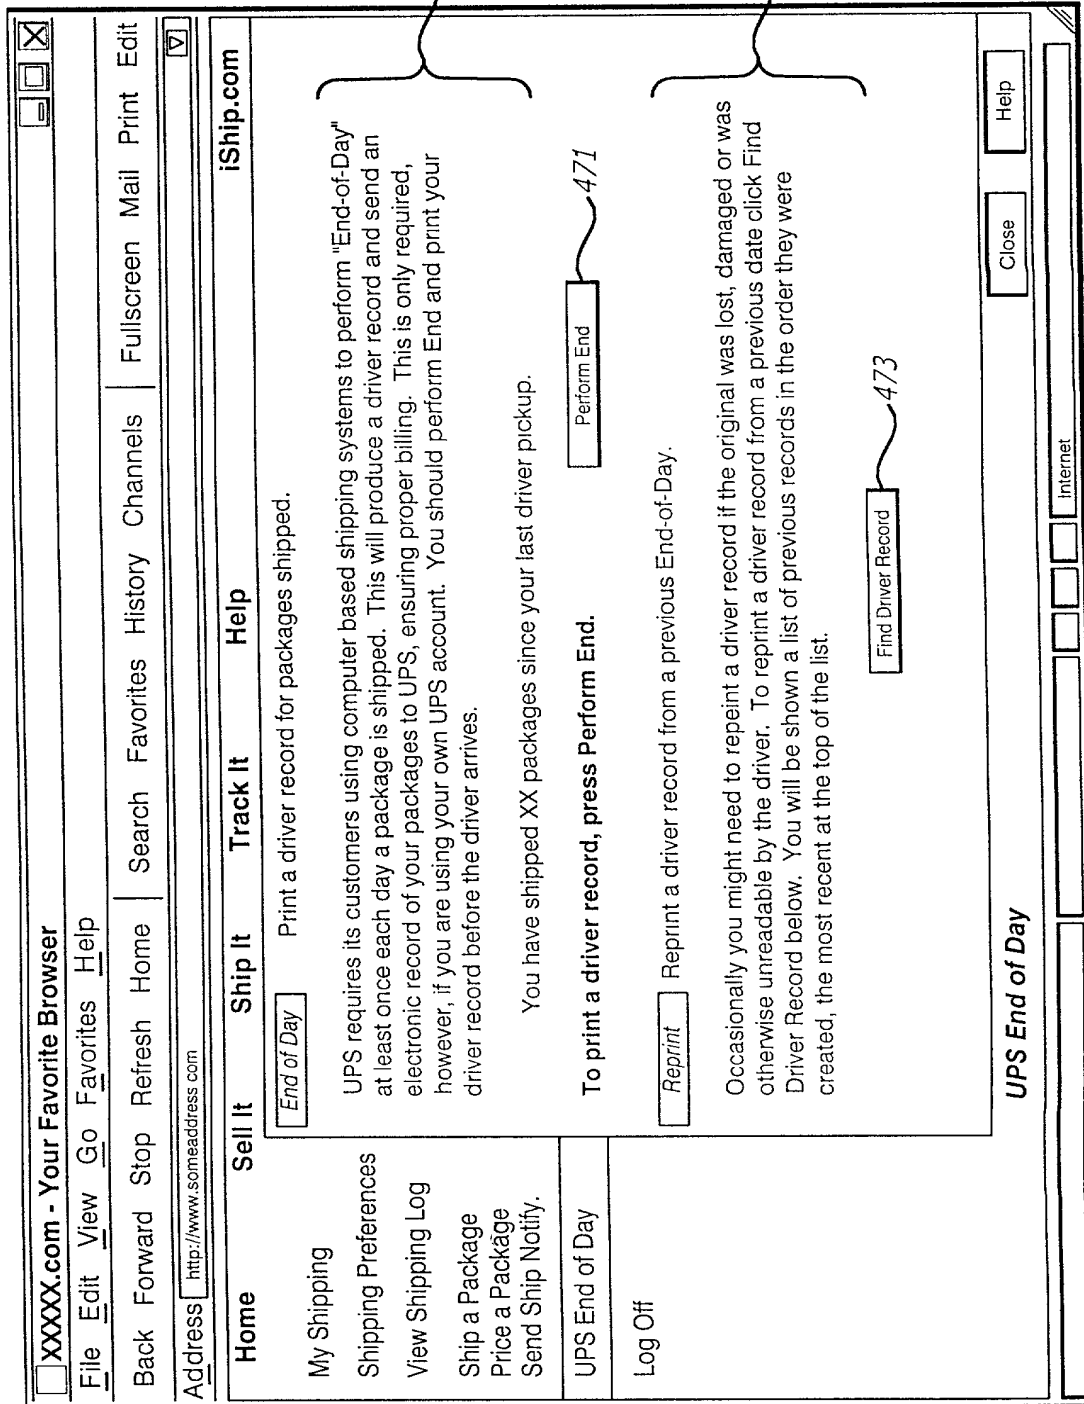 XXXXX.com - Your Favorite Browser
File Edit View Go Favorites Help
Back Forward Stop Refresh Home Search Favorites History Channels Fullscreen Mail Print Edit
Address http://www.someaddress com
Home Sell It Ship It Track It Help iShip.com
My Shipping
Shipping Preferences
View Shipping Log
Ship a Package
Price a Package
Send Ship Notify.
UPS End of Day
Log Off
End of Day Print a driver record for packages shipped.
UPS requires its customers using computer based shipping systems to perform "End-of-Day"
at least once each day a package is shipped. This will produce a driver record and send an
electronic record of your packages to UPS, ensuring proper billing. This is only required,
however, if you are using your own UPS account. You should perform End and print your
driver record before the driver arrives.
You have shipped XX packages since your last driver pickup.
To print a driver record, press Perform End.
Perform End 471
Reprint Reprint a driver record from a previous End-of-Day.
Occasionally you might need to repeint a driver record if the original was lost, damaged or was
otherwise unreadable by the driver. To reprint a driver record from a previous date click Find
Driver Record below. You will be shown a list of previous records in the order they were
created, the most recent at the top of the list.
Find Driver Record 473
UPS End of Day Close Help
Internet